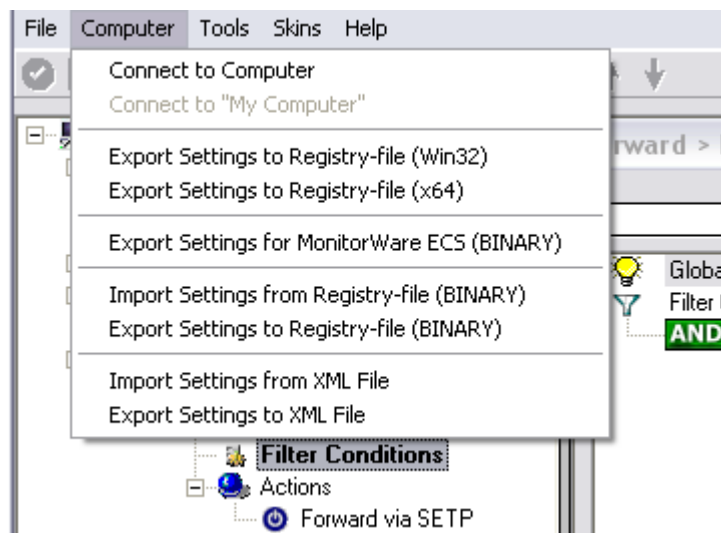 File Computer Tools Skins Help
Connect to Computer
Connect to "My Computer"
Export Settings to Registry-file (Win32)
Export Settings to Registry-file (x64)
Export Settings for MonitorWare ECS (BINARY)
Import Settings from Registry-file (BINARY)
Export Settings to Registry-file (BINARY)
Import Settings from XML File
Export Settings to XML File
rward >
Globa
Filter
AND
Filter Conditions
Actions
Forward via SETP